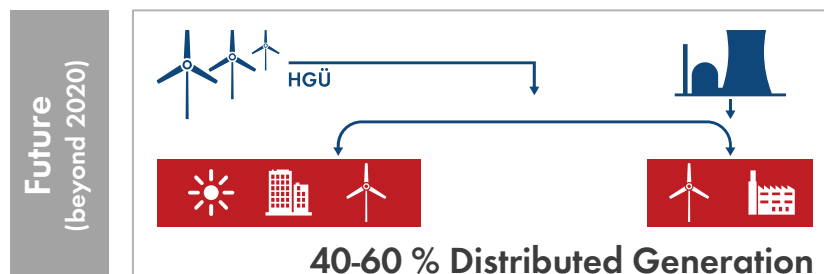 Future
(beyond 2020)
HGÜ
40-60 % Distributed Generation